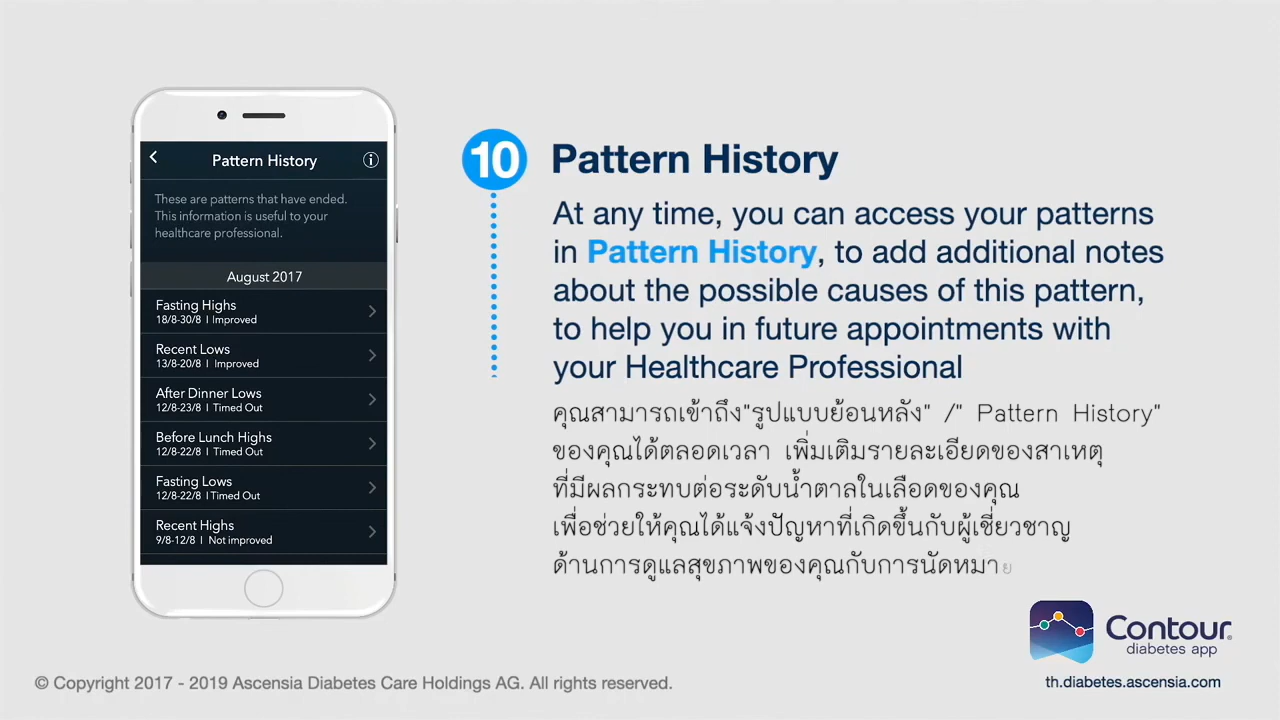 Pattern History
These are patterns that have ended.
This information is useful to your
healthcare professional.
August 2017
Fasting Highs
18/8-30/8 | Improved
Recent Lows
13/8-20/8 | Improved
After Dinner Lows
12/8-23/8 | Timed Out
Before Lunch Highs
12/8-22/8 | Timed Out
Fasting Lows
12/8-22/8 | Timed Out
Recent Highs
9/8-12/8 | Not improved
10 Pattern History
At any time, you can access your patterns
in Pattern History, to add additional notes
about the possible causes of this pattern,
to help you in future appointments with
your Healthcare Professional
คุณสามารถเข้าถึง"รูปแบบย้อนหลัง" /" Pattern History"
ของคุณได้ตลอดเวลา เพิ่มเติมรายละเอียดของสาเหตุ
ที่มีผลกระทบต่อระดับน้ำตาลในเลือดของคุณ
เพื่อช่วยให้คุณได้แจ้งปัญหาที่เกิดขึ้นกับผู้เชี่ยวชาญ
ด้านการดูแลสุขภาพของคุณกับการนัดหมาย
Contour®
diabetes app
th.diabetes.ascensia.com
© Copyright 2017 - 2019 Ascensia Diabetes Care Holdings AG. All rights reserved.